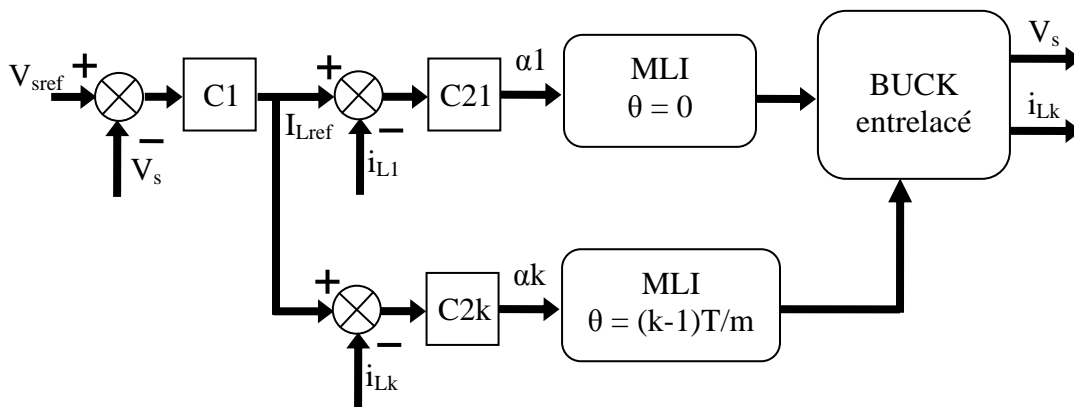 V_sref
+
−
V_s
C1
I_Lref
+
−
i_L1
C21
α1
MLI
θ = 0
BUCK
entrelacé
V_s
i_Lk
+
−
i_Lk
C2k
αk
MLI
θ = (k-1)T/m